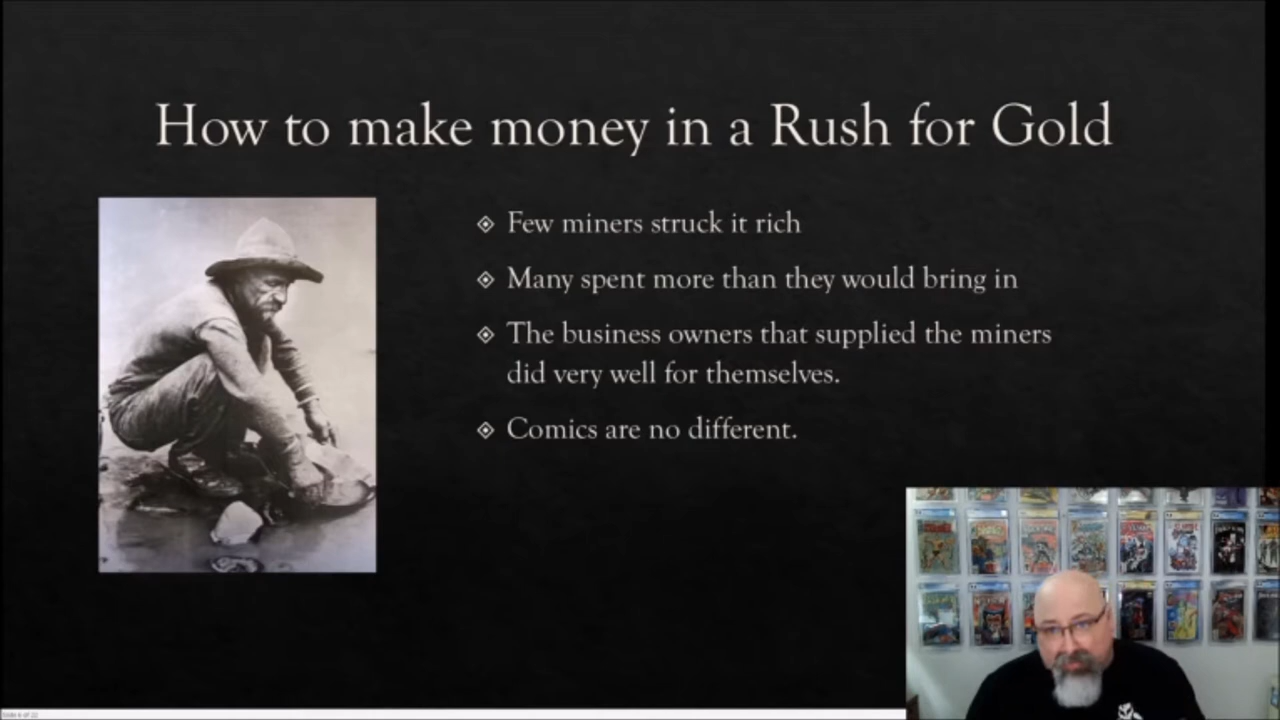 How to make money in a Rush for Gold
Few miners struck it rich
Many spent more than they would bring in
The business owners that supplied the miners
did very well for themselves.
Comics are no different.